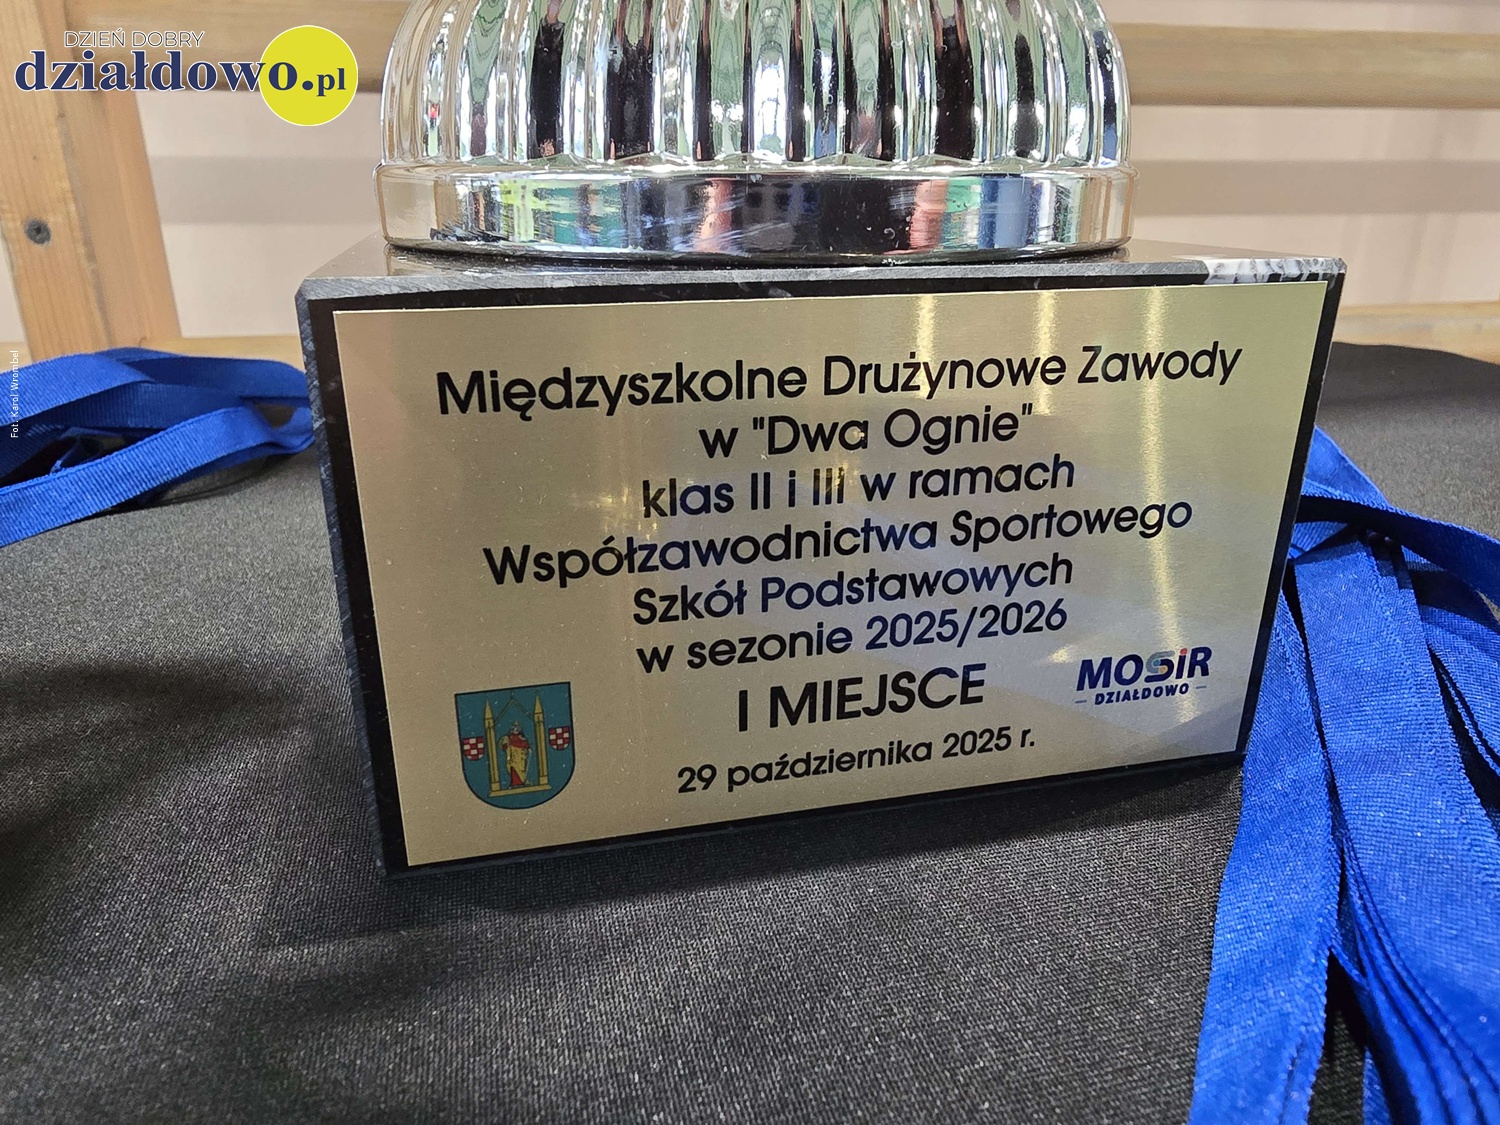 DZIEŃ DOBRY
działdowo.pl
Fot. Karol Wrombel
Międzyszkolne Drużynowe Zawody
w "Dwa Ognie"
klas II i III w ramach
Współzawodnictwa Sportowego
Szkół Podstawowych
w sezonie 2025/2026
I MIEJSCE
29 października 2025 r.
MOSiR
DZIAŁDOWO